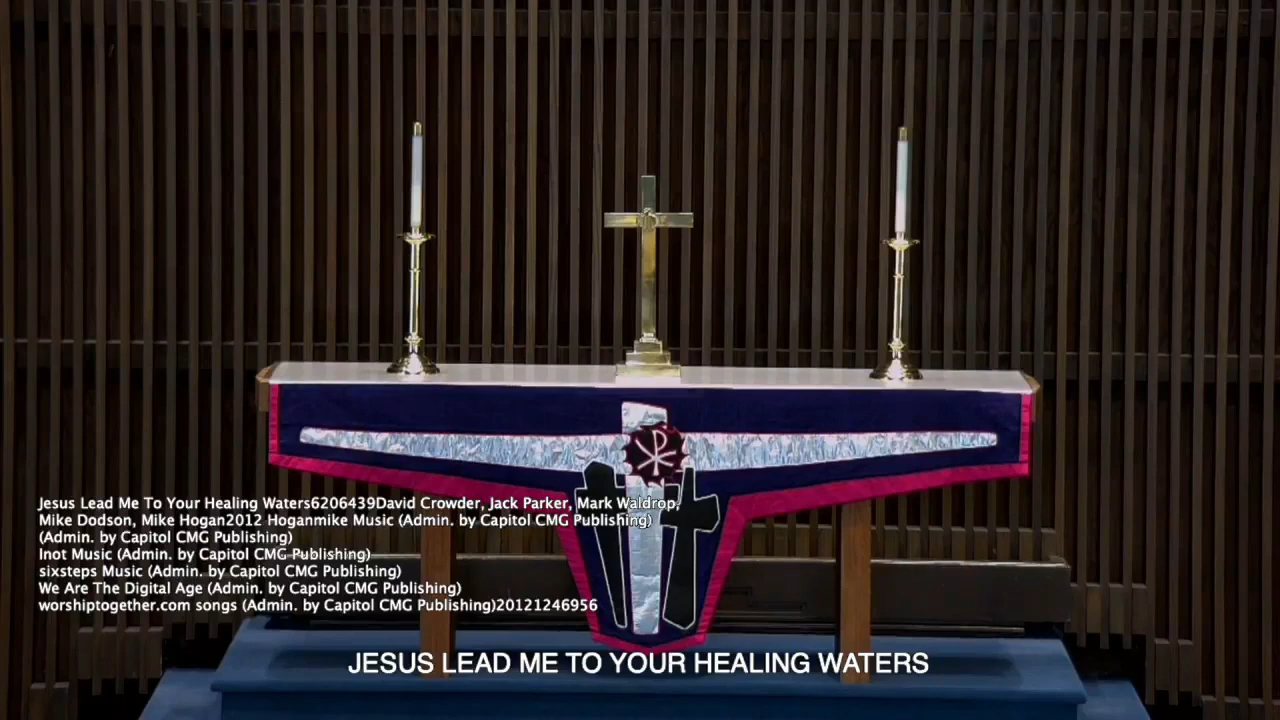 Jesus Lead Me To Your Healing Waters6206439David Crowder, Jack Parker, Mark Waldrop,
Mike Dodson, Mike Hogan2012 Hoganmike Music (Admin. by Capitol CMG Publishing)
(Admin. by Capitol CMG Publishing)
Inot Music (Admin. by Capitol CMG Publishing)
sixsteps Music (Admin. by Capitol CMG Publishing)
We Are The Digital Age (Admin. by Capitol CMG Publishing)
worshiptogether.com songs (Admin. by Capitol CMG Publishing)20121246956
JESUS LEAD ME TO YOUR HEALING WATERS